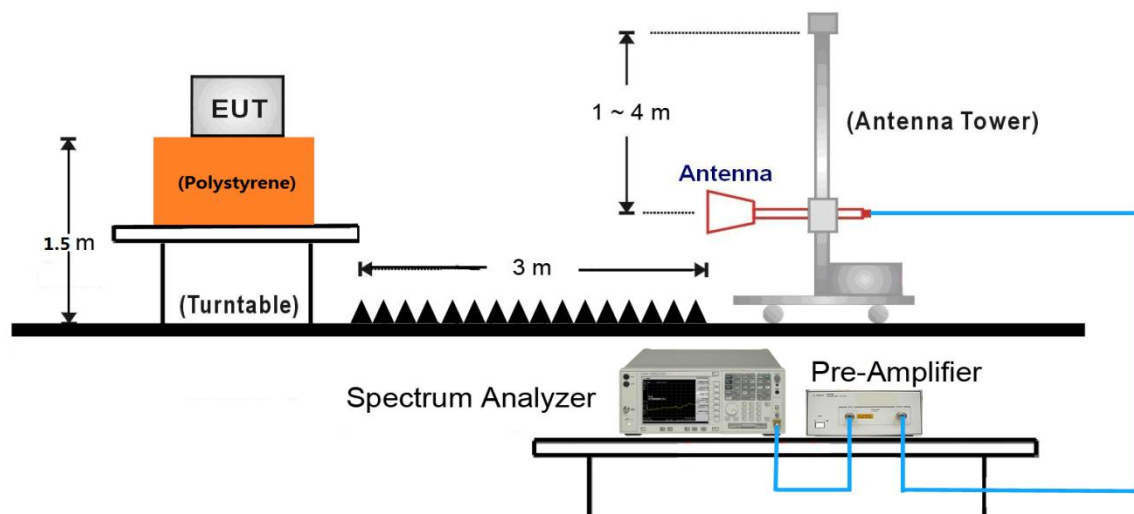 EUT
(Polystyrene)
1.5 m
(Turntable)
3 m
1 ~ 4 m
Antenna
(Antenna Tower)
Spectrum Analyzer
Pre-Amplifier